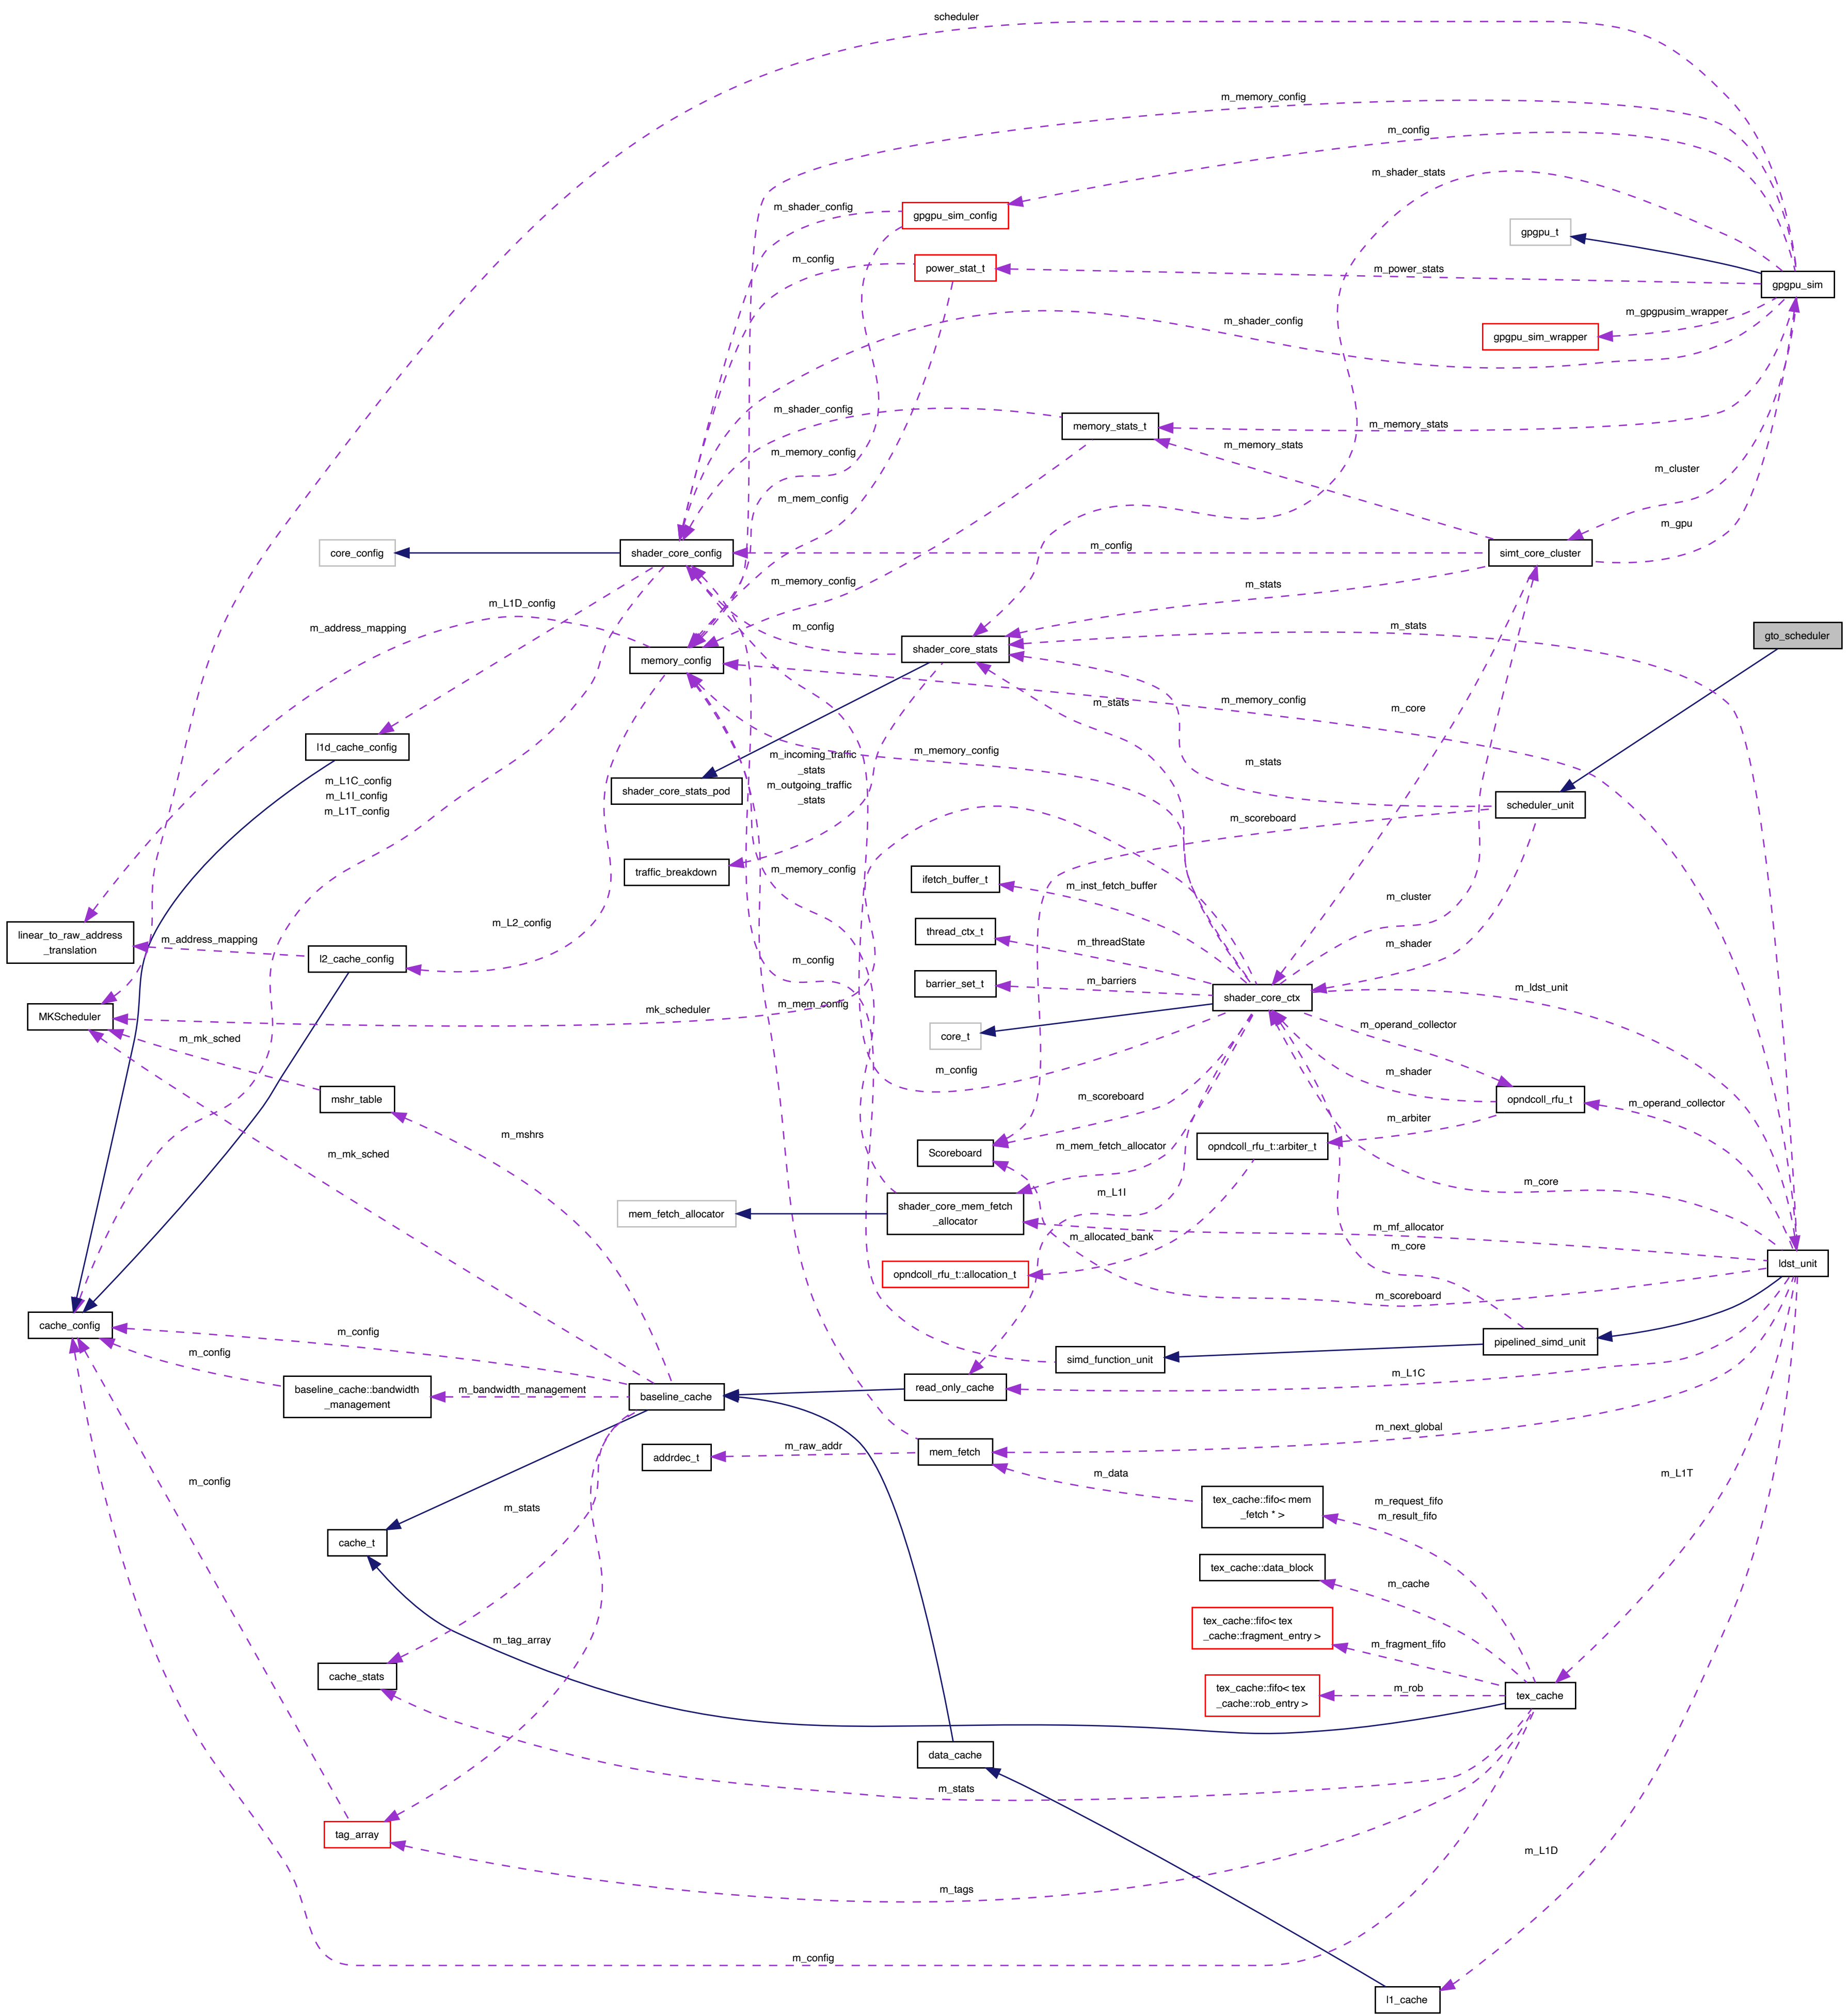 scheduler
m_memory_config
m_config
m_shader_stats
m_shader_config
gpgpu_sim_config
gpgpu_t
m_config
power_stat_t
m_power_stats
gpgpu_sim
m_gpgpusim_wrapper
m_shader_config
gpgpu_sim_wrapper
m_shader_config
memory_stats_t
m_memory_stats
m_memory_stats
m_memory_config
m_cluster
m_mem_config
m_gpu
core_config
shader_core_config
m_config
simt_core_cluster
m_memory_config
m_stats
m_L1D_config
m_address_mapping
m_config
m_stats
gto_scheduler
shader_core_stats
memory_config
m_stats
m_memory_config
m_core
l1d_cache_config
m_memory_config
m_incoming_traffic
_stats
m_outgoing_traffic
_stats
m_stats
m_L1C_config
m_L1I_config
m_L1T_config
shader_core_stats_pod
scheduler_unit
m_scoreboard
traffic_breakdown
m_memory_config
ifetch_buffer_t
m_inst_fetch_buffer
m_cluster
m_L2_config
linear_to_raw_address
_translation
m_address_mapping
thread_ctx_t
m_threadState
m_shader
l2_cache_config
m_config
barrier_set_t
m_barriers
m_ldst_unit
shader_core_ctx
MKScheduler
mk_scheduler
m_mem_config
m_operand_collector
core_t
m_mk_sched
m_config
m_shader
mshr_table
m_scoreboard
opndcoll_rfu_t
m_operand_collector
m_arbiter
m_mshrs
m_mk_sched
Scoreboard
m_mem_fetch_allocator
opndcoll_rfu_t::arbiter_t
m_L1I
m_core
mem_fetch_allocator
shader_core_mem_fetch
_allocator
m_mf_allocator
m_allocated_bank
m_core
ldst_unit
opndcoll_rfu_t::allocation_t
m_scoreboard
cache_config
m_config
pipelined_simd_unit
m_config
simd_function_unit
m_L1C
baseline_cache::bandwidth
_management
m_bandwidth_management
baseline_cache
read_only_cache
m_next_global
addrdec_t
m_raw_addr
mem_fetch
m_config
m_data
m_L1T
m_stats
tex_cache::fifo< mem
_fetch * >
m_request_fifo
m_result_fifo
cache_t
tex_cache::data_block
m_cache
tex_cache::fifo< tex
_cache::fragment_entry >
m_tag_array
m_fragment_fifo
cache_stats
tex_cache::fifo< tex
_cache::rob_entry >
m_rob
tex_cache
data_cache
m_stats
tag_array
m_L1D
m_tags
m_config
l1_cache